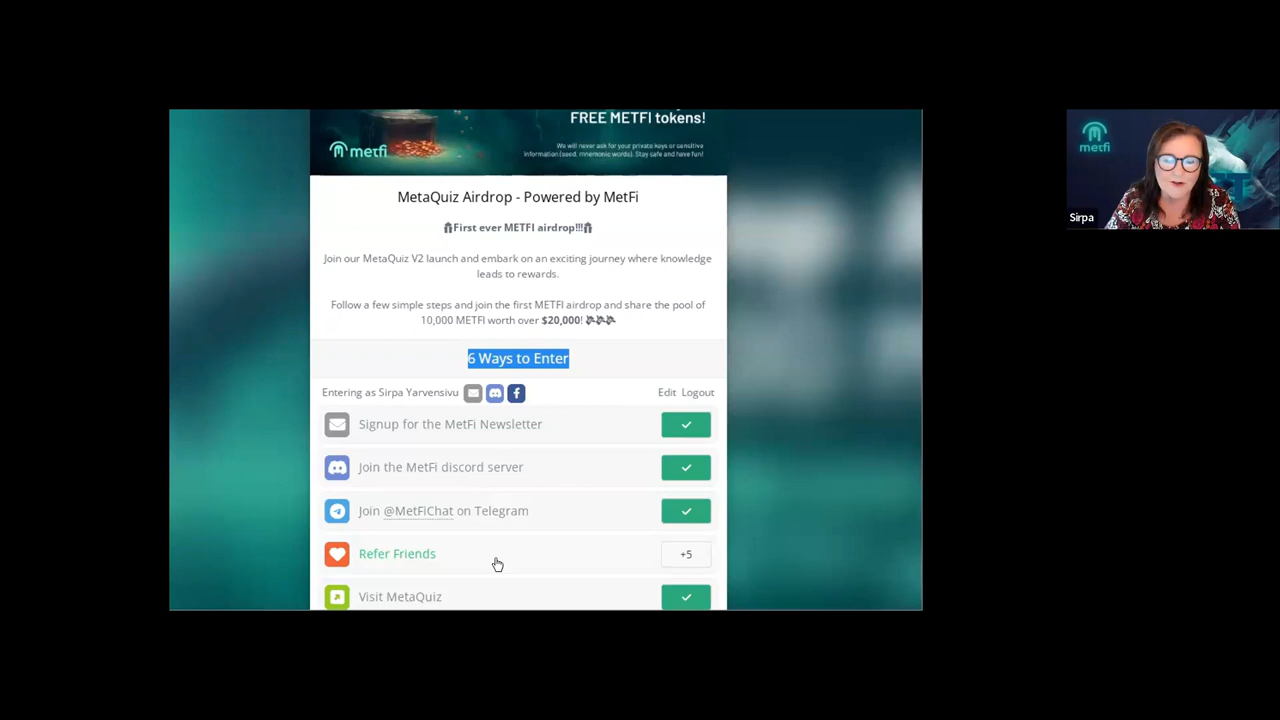 FREE METFI tokens!
We will never ask for your private keys or sensitive
information (seed, mnemonic words). Stay safe and have fun!
metfi
MetaQuiz Airdrop - Powered by MetFi
First ever METFI airdrop!!!
Join our MetaQuiz V2 launch and embark on an exciting journey where knowledge
leads to rewards.
Follow a few simple steps and join the first METFI airdrop and share the pool of
10,000 METFI worth over $20,000!
6 Ways to Enter
Entering as Sirpa Yarvensivu
Edit Logout
Signup for the MetFi Newsletter
Join the MetFi discord server
Join @MetFiChat on Telegram
Refer Friends
+5
Visit MetaQuiz
metfi
Sirpa